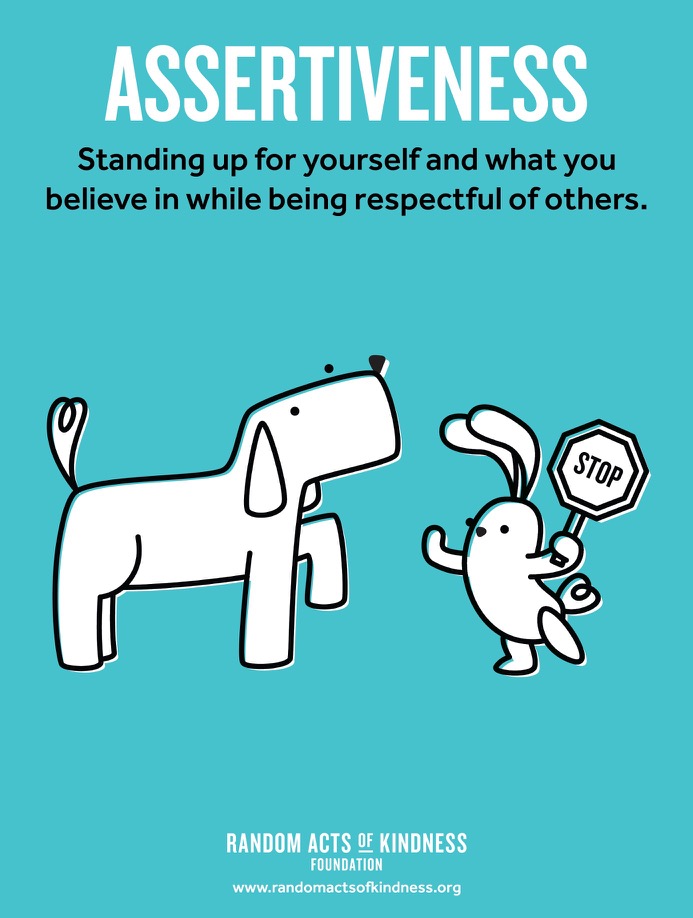 ASSERTIVENESS
Standing up for yourself and what you
believe in while being respectful of others.
STOP
RANDOM ACTS OF KINDNESS
FOUNDATION
www.randomactsofkindness.org